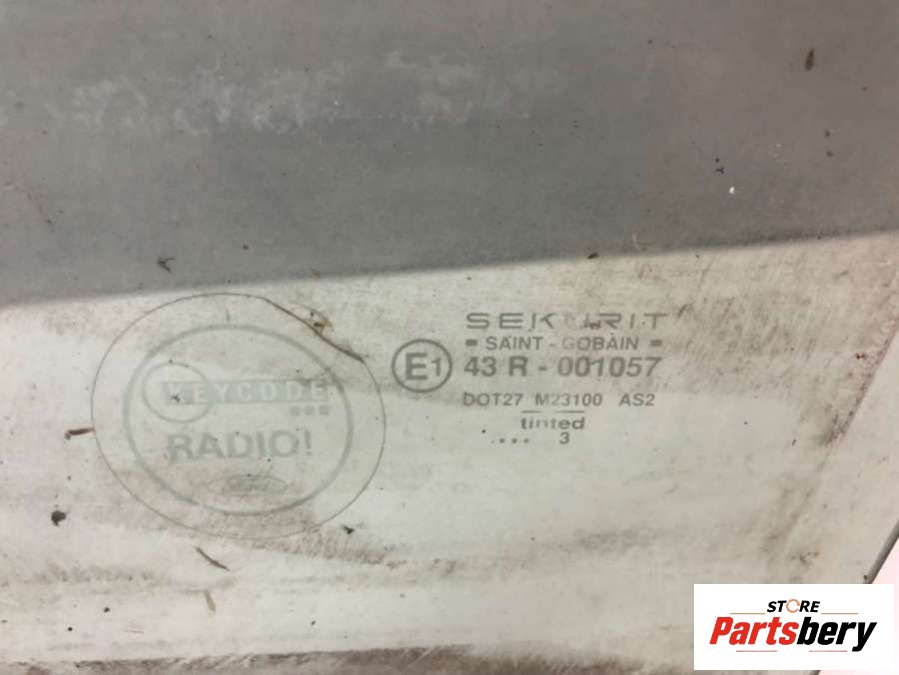 SEKURIT
SAINT - GOBAIN
E1 43 R - 001057
DOT27 M23100 AS2
tinted
.... 3
KEYCODE
RADIO!
STORE
Partsbery